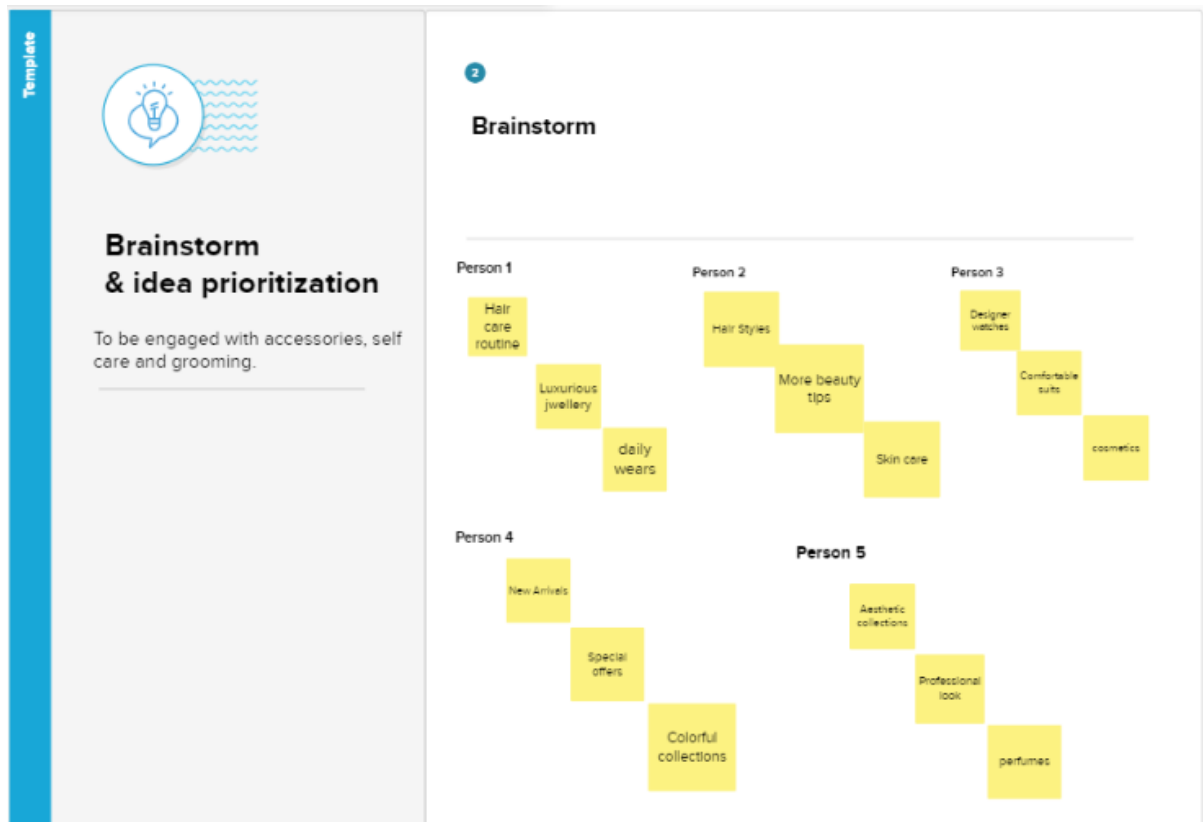 Template
Brainstorm
& idea prioritization
To be engaged with accessories, self
care and grooming.
2
Brainstorm
Person 1
Hair
care
routine
Luxurious
jwellery
daily
wears
Person 2
Hair Styles
More beauty
tips
Skin care
Person 3
Designer
watches
Comfortable
suits
cosmetics
Person 4
New Arrivals
Special
offers
Colorful
collections
Person 5
Aesthetic
collections
Professional
look
perfumes